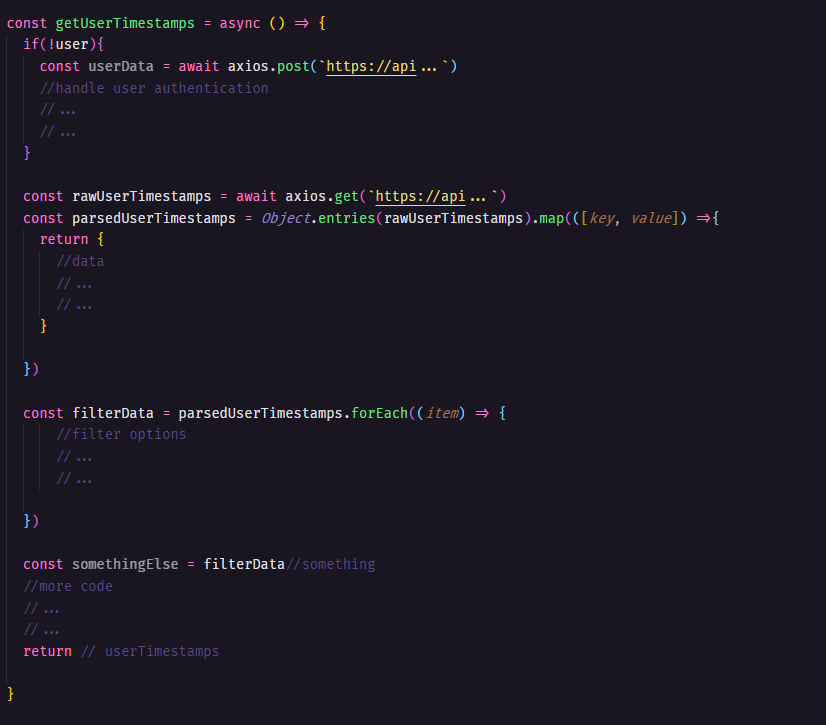 const getUserTimestamps = async () => {
if(!user){
const userData = await axios.post(`https://api...`)
//handle user authentication
//...
//...
}
const rawUserTimestamps = await axios.get(`https://api...`)
const parsedUserTimestamps = Object.entries(rawUserTimestamps).map(([key, value]) =>{
return {
//data
//...
//...
}
})
const filterData = parsedUserTimestamps.forEach((item) => {
//filter options
//...
//...
})
const somethingElse = filterData//something
//more code
//...
//...
return // userTimestamps
}